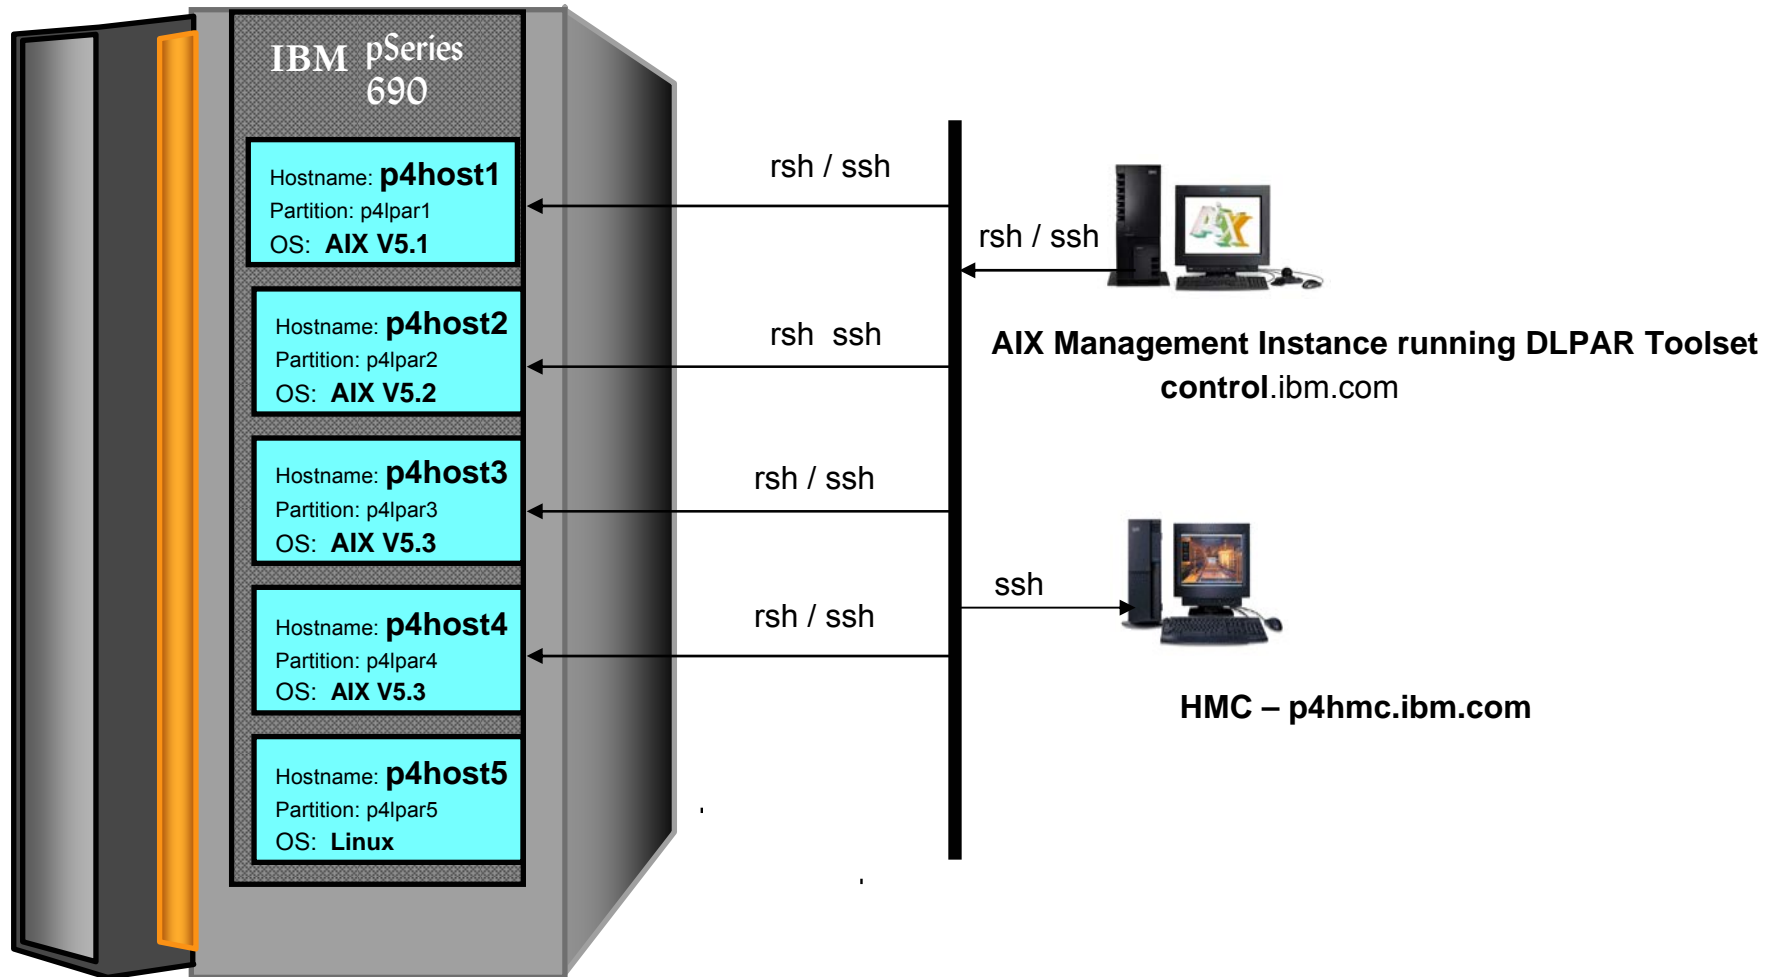 IBM pSeries
690
Hostname: p4host1
Partition: p4lpar1
OS: AIX V5.1
Hostname: p4host2
Partition: p4lpar2
OS: AIX V5.2
Hostname: p4host3
Partition: p4lpar3
OS: AIX V5.3
Hostname: p4host4
Partition: p4lpar4
OS: AIX V5.3
Hostname: p4host5
Partition: p4lpar5
OS: Linux
rsh / ssh
rsh ssh
rsh / ssh
rsh / ssh
rsh / ssh
AIX
AIX Management Instance running DLPAR Toolset
control.ibm.com
ssh
HMC – p4hmc.ibm.com